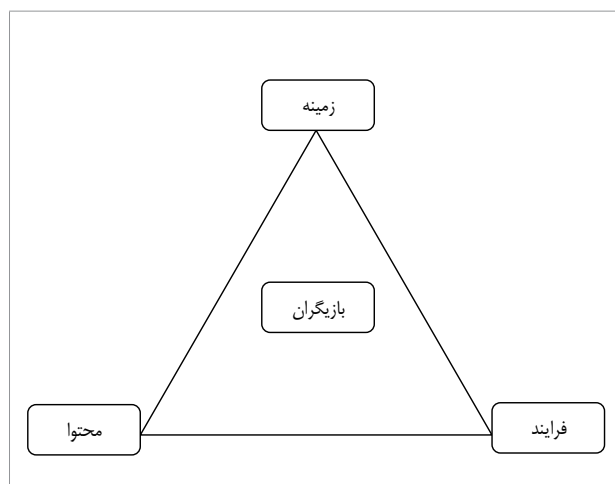 زمینه
بازیگران
فرایند
محتوا